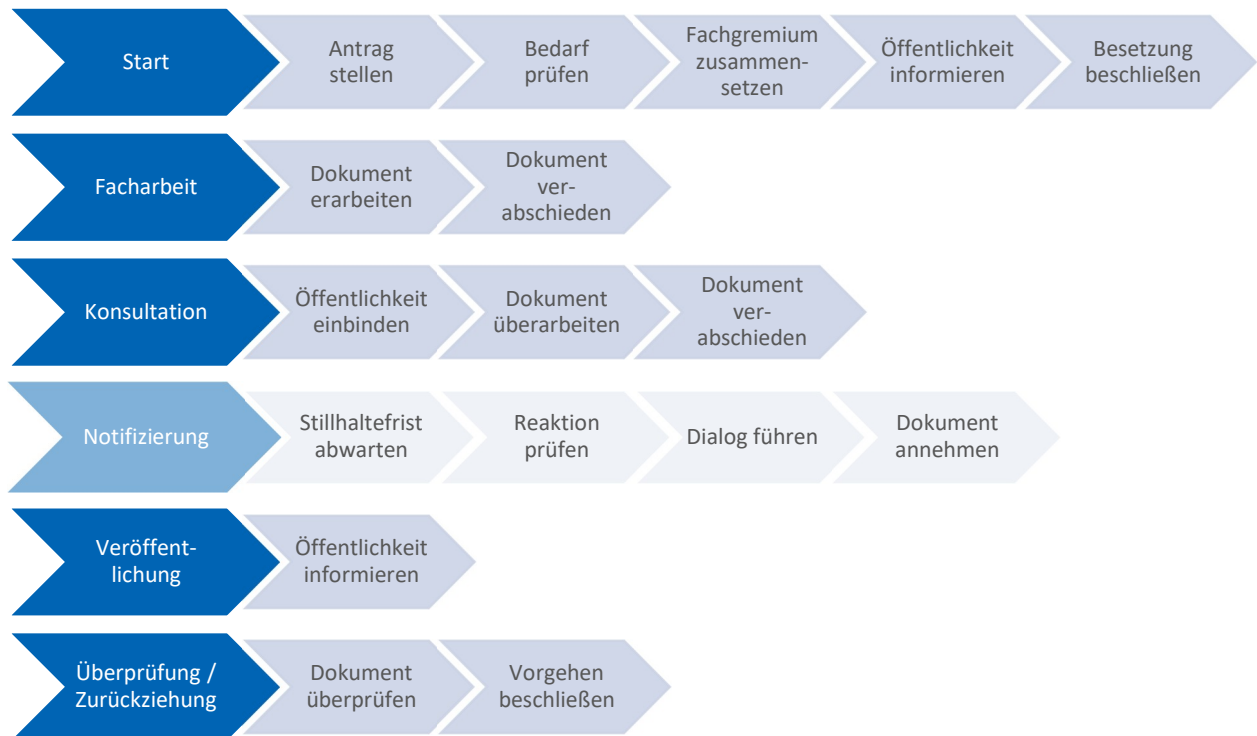 Start
Antrag
stellen
Bedarf
prüfen
Fachgremium
zusammen-
setzen
Öffentlichkeit
informieren
Besetzung
beschließen
Facharbeit
Dokument
erarbeiten
Dokument
ver-
abschieden
Konsultation
Öffentlichkeit
einbinden
Dokument
überarbeiten
Dokument
ver-
abschieden
Notifizierung
Stillhaltefrist
abwarten
Reaktion
prüfen
Dialog führen
Dokument
annehmen
Veröffent-
lichung
Öffentlichkeit
informieren
Überprüfung /
Zurückziehung
Dokument
überprüfen
Vorgehen
beschließen